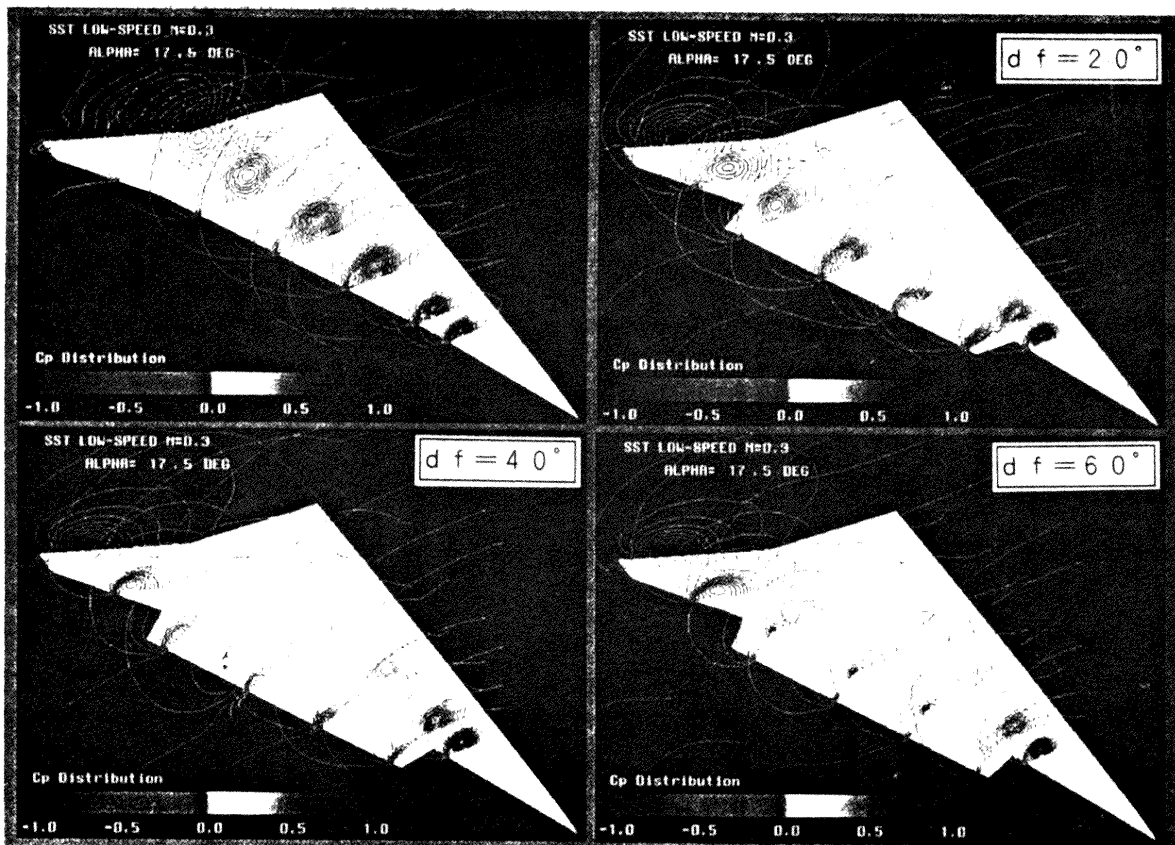 SST LOW-SPEED M=0.3
ALPHA= 17.5 DEG
Cp Distribution
-1.0 -0.5 0.0 0.5 1.0
SST LOW-SPEED M=0.3
ALPHA= 17.5 DEG
d f = 2 0°
Cp Distribution
-1.0 -0.5 0.0 0.5 1.0
SST LOW-SPEED M=0.3
ALPHA= 17.5 DEG
d f = 4 0°
Cp Distribution
-1.0 -0.5 0.0 0.5 1.0
SST LOW-SPEED M=0.3
ALPHA= 17.5 DEG
d f = 6 0°
Cp Distribution
-1.0 -0.5 0.0 0.5 1.0